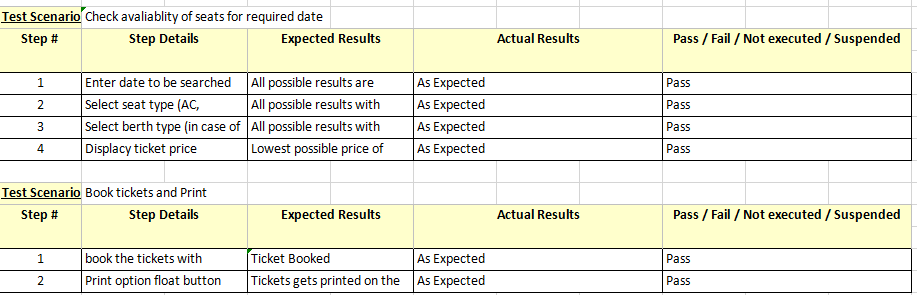 Test Scenario Check avaliablity of seats for required date
Step # Step Details Expected Results Actual Results Pass / Fail / Not executed / Suspended
1 Enter date to be searched All possible results are As Expected Pass
2 Select seat type (AC, All possible results with As Expected Pass
3 Select berth type (in case of All possible results with As Expected Pass
4 Displacy ticket price Lowest possible price of As Expected Pass
Test Scenario Book tickets and Print
Step # Step Details Expected Results Actual Results Pass / Fail / Not executed / Suspended
1 book the tickets with Ticket Booked As Expected Pass
2 Print option float button Tickets gets printed on the As Expected Pass